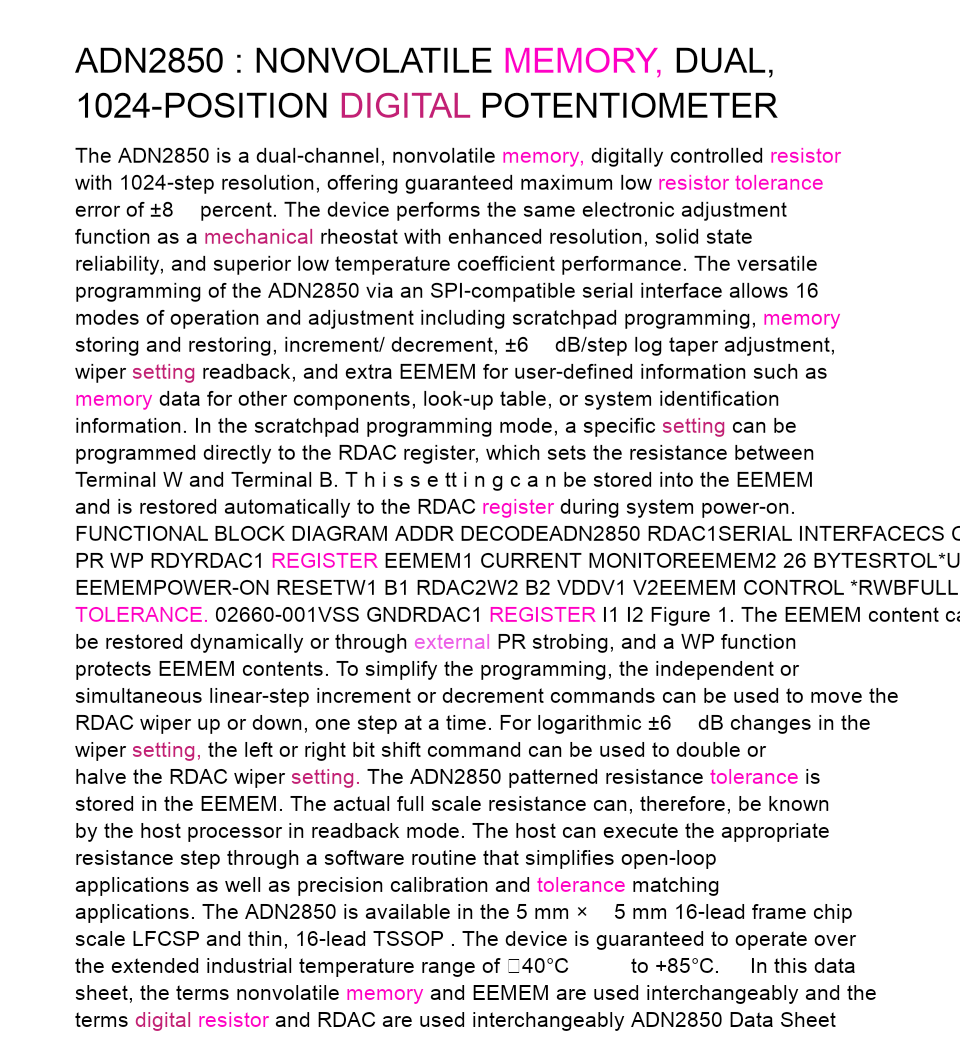 ADN2850 : NONVOLATILE MEMORY, DUAL,
1024-POSITION DIGITAL POTENTIOMETER
The ADN2850 is a dual-channel, nonvolatile memory, digitally controlled resistor
with 1024-step resolution, offering guaranteed maximum low resistor tolerance
error of ±8 percent. The device performs the same electronic adjustment
function as a mechanical rheostat with enhanced resolution, solid state
reliability, and superior low temperature coefficient performance. The versatile
programming of the ADN2850 via an SPI-compatible serial interface allows 16
modes of operation and adjustment including scratchpad programming, memory
storing and restoring, increment/ decrement, ±6 dB/step log taper adjustment,
wiper setting readback, and extra EEMEM for user-defined information such as
memory data for other components, look-up table, or system identification
information. In the scratchpad programming mode, a specific setting can be
programmed directly to the RDAC register, which sets the resistance between
Terminal W and Terminal B. T h i s s e tt i n g c a n be stored into the EEMEM
and is restored automatically to the RDAC register during system power-on.
FUNCTIONAL BLOCK DIAGRAM ADDR DECODEADN2850 RDAC1SERIAL INTERFACECS
PR WP RDYRDAC1 REGISTER EEMEM1 CURRENT MONITOREEMEM2 26 BYTESRTOL*U
EEMEMPOWER-ON RESETW1 B1 RDAC2W2 B2 VDDV1 V2EEMEM CONTROL *RWBFULL
TOLERANCE. 02660-001VSS GNDRDAC1 REGISTER I1 I2 Figure 1. The EEMEM content ca
be restored dynamically or through external PR strobing, and a WP function
protects EEMEM contents. To simplify the programming, the independent or
simultaneous linear-step increment or decrement commands can be used to move the
RDAC wiper up or down, one step at a time. For logarithmic ±6 dB changes in the
wiper setting, the left or right bit shift command can be used to double or
halve the RDAC wiper setting. The ADN2850 patterned resistance tolerance is
stored in the EEMEM. The actual full scale resistance can, therefore, be known
by the host processor in readback mode. The host can execute the appropriate
resistance step through a software routine that simplifies open-loop
applications as well as precision calibration and tolerance matching
applications. The ADN2850 is available in the 5 mm × 5 mm 16-lead frame chip
scale LFCSP and thin, 16-lead TSSOP . The device is guaranteed to operate over
the extended industrial temperature range of 40°C to +85°C. In this data
sheet, the terms nonvolatile memory and EEMEM are used interchangeably and the
terms digital resistor and RDAC are used interchangeably ADN2850 Data Sheet